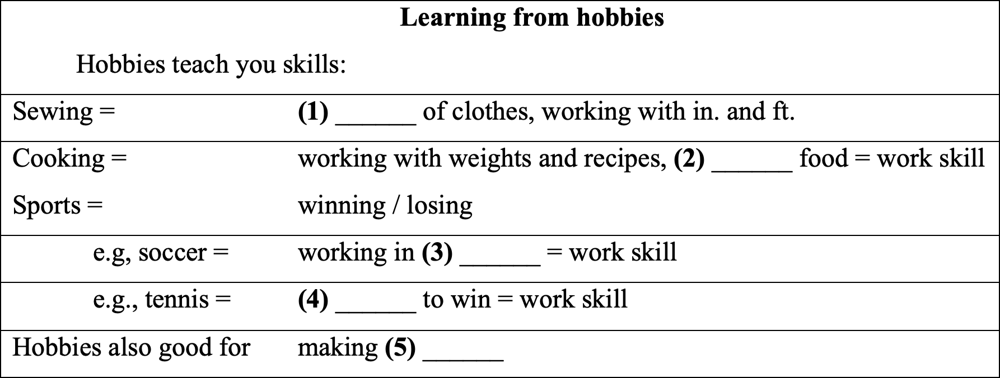 Learning from hobbies
Hobbies teach you skills:
Sewing = (1) ______ of clothes, working with in. and ft.
Cooking = working with weights and recipes, (2) ______ food = work skill
Sports = winning / losing
e.g, soccer = working in (3) ______ = work skill
e.g., tennis = (4) ______ to win = work skill
Hobbies also good for making (5) ______